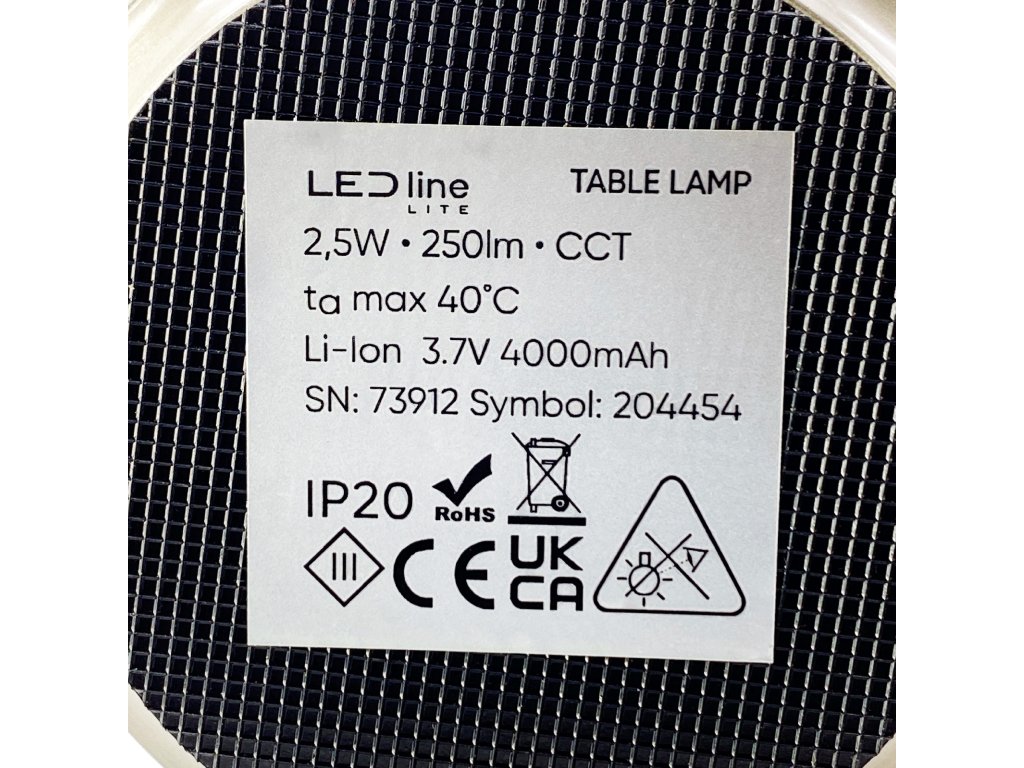 LED line TABLE LAMP
LITE
2,5W • 250lm • CCT
ta max 40°C
Li-Ion 3.7V 4000mAh
SN: 73912 Symbol: 204454
IP20 RoHS
III CE UK
CA